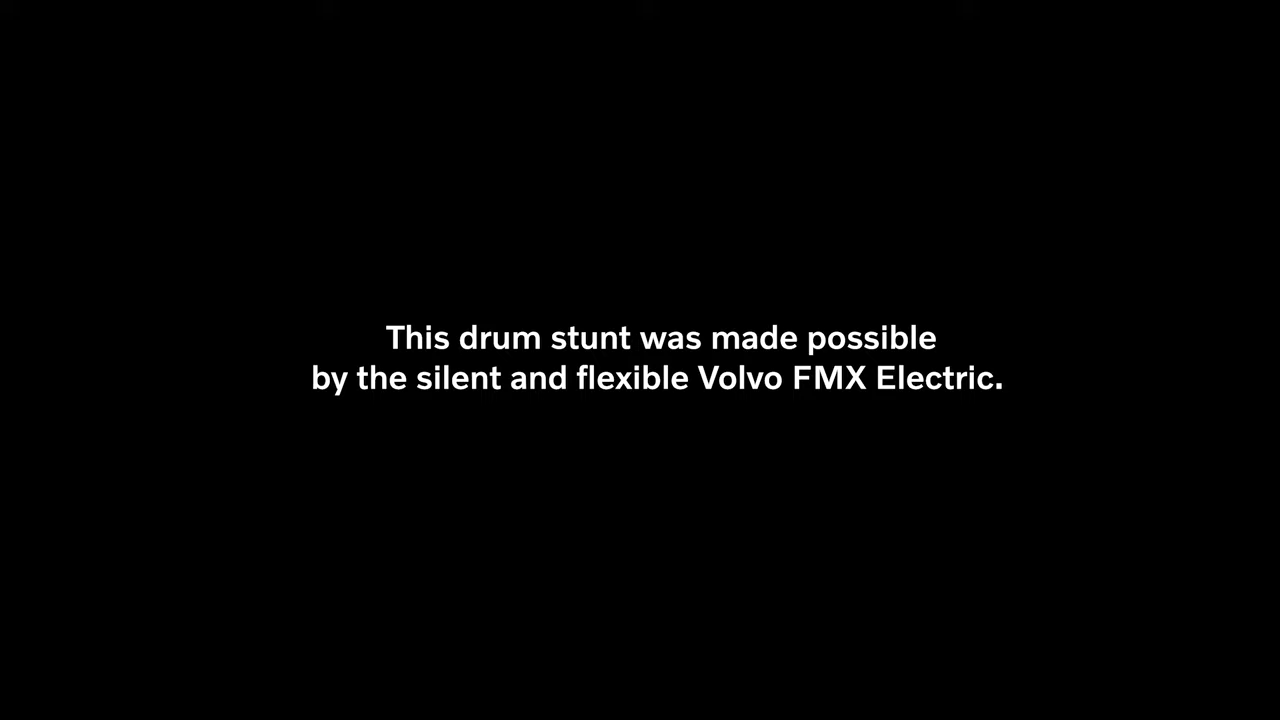 This drum stunt was made possible
by the silent and flexible Volvo FMX Electric.